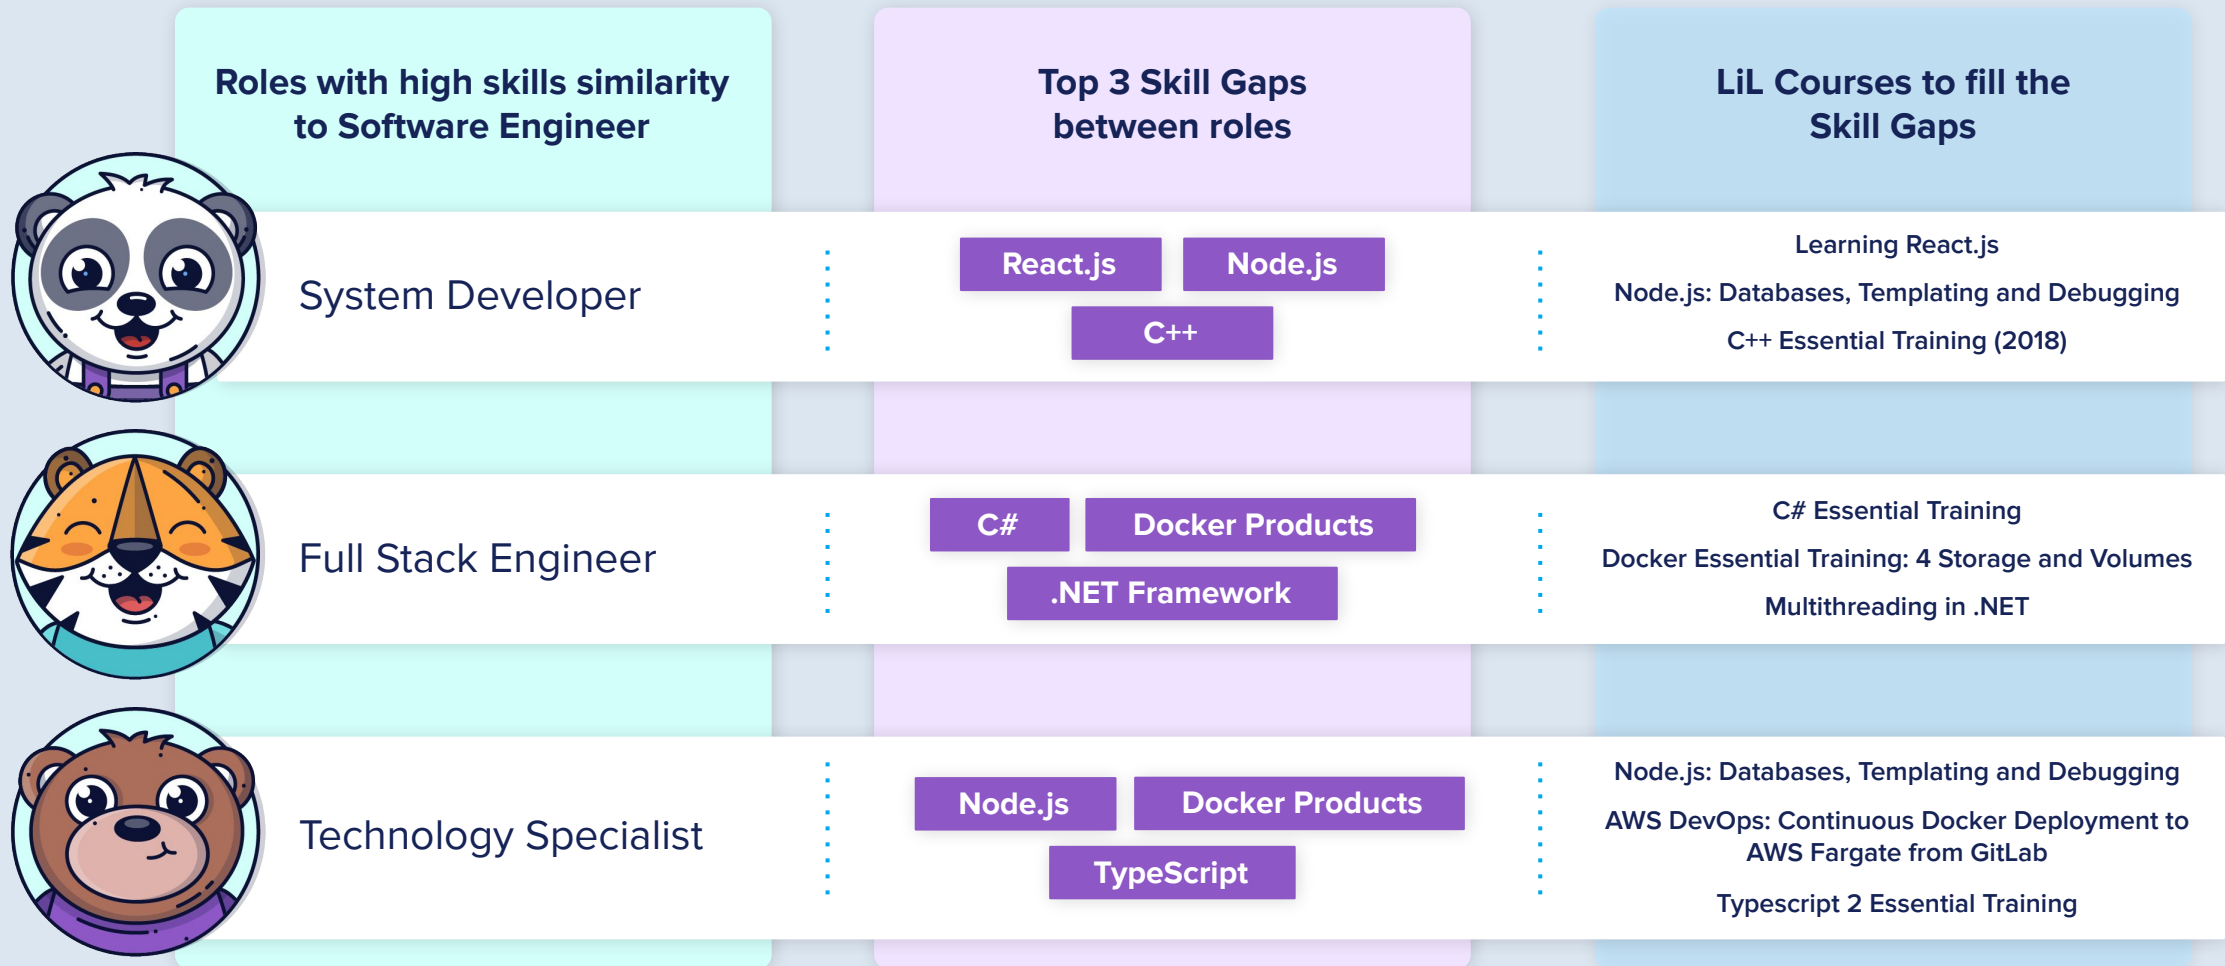 Roles with high skills similarity
to Software Engineer
Top 3 Skill Gaps
between roles
LiL Courses to fill the
Skill Gaps
System Developer
React.js
Node.js
C++
Learning React.js
Node.js: Databases, Templating and Debugging
C++ Essential Training (2018)
Full Stack Engineer
C#
Docker Products
.NET Framework
C# Essential Training
Docker Essential Training: 4 Storage and Volumes
Multithreading in .NET
Technology Specialist
Node.js
Docker Products
TypeScript
Node.js: Databases, Templating and Debugging
AWS DevOps: Continuous Docker Deployment to
AWS Fargate from GitLab
Typescript 2 Essential Training